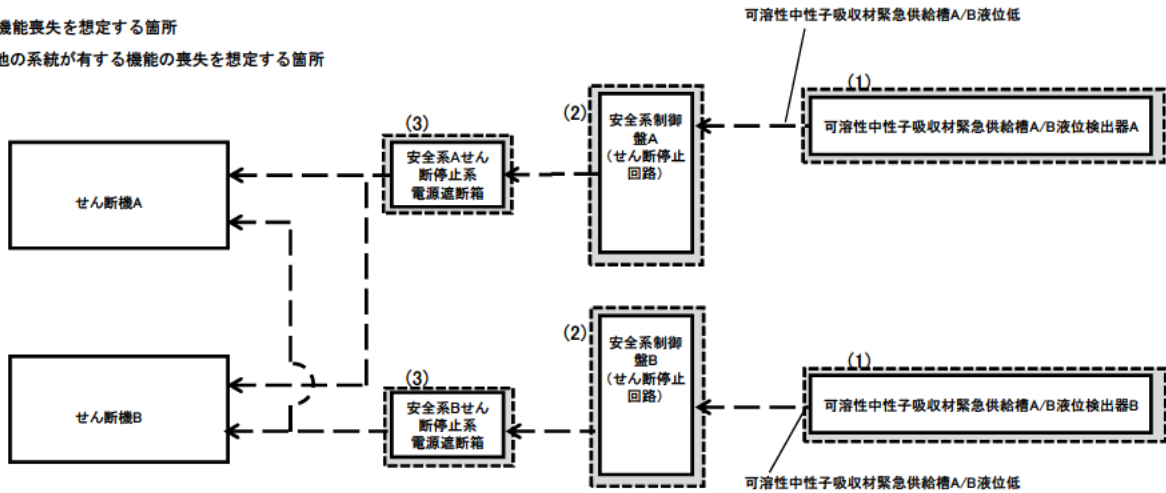 機能喪失を想定する箇所
他の系統が有する機能の喪失を想定する箇所
可溶性中性子吸収材緊急供給槽A/B液位低
(1)
可溶性中性子吸収材緊急供給槽A/B液位検出器A
(2)
安全系制御
盤A
(せん断停止
回路)
(3)
安全系Aせん
断停止系
電源遮断箱
せん断機A
(1)
可溶性中性子吸収材緊急供給槽A/B液位検出器B
(2)
安全系制御
盤B
(せん断停止
回路)
(3)
安全系Bせん
断停止系
電源遮断箱
せん断機B
可溶性中性子吸収材緊急供給槽A/B液位低